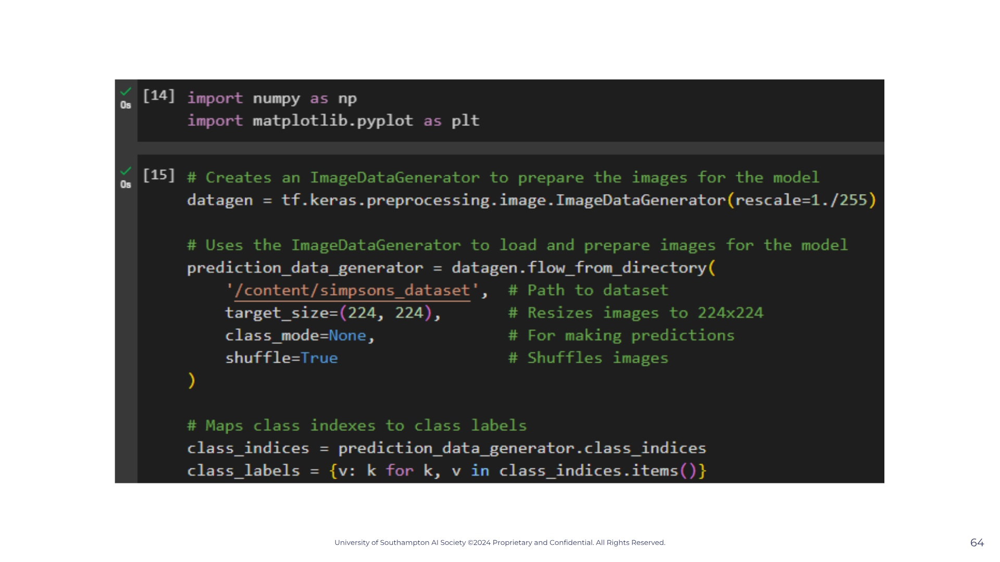 [14] import numpy as np
0s
import matplotlib.pyplot as plt
[15] # Creates an ImageDataGenerator to prepare the images for the model
0s
datagen = tf.keras.preprocessing.image.ImageDataGenerator(rescale=1./255)
# Uses the ImageDataGenerator to load and prepare images for the model
prediction_data_generator = datagen.flow_from_directory(
'/content/simpsons_dataset', # Path to dataset
target_size=(224, 224), # Resizes images to 224x224
class_mode=None, # For making predictions
shuffle=True # Shuffles images
)
# Maps class indexes to class labels
class_indices = prediction_data_generator.class_indices
class_labels = {v: k for k, v in class_indices.items()}
University of Southampton AI Society ©2024 Proprietary and Confidential. All Rights Reserved.
64